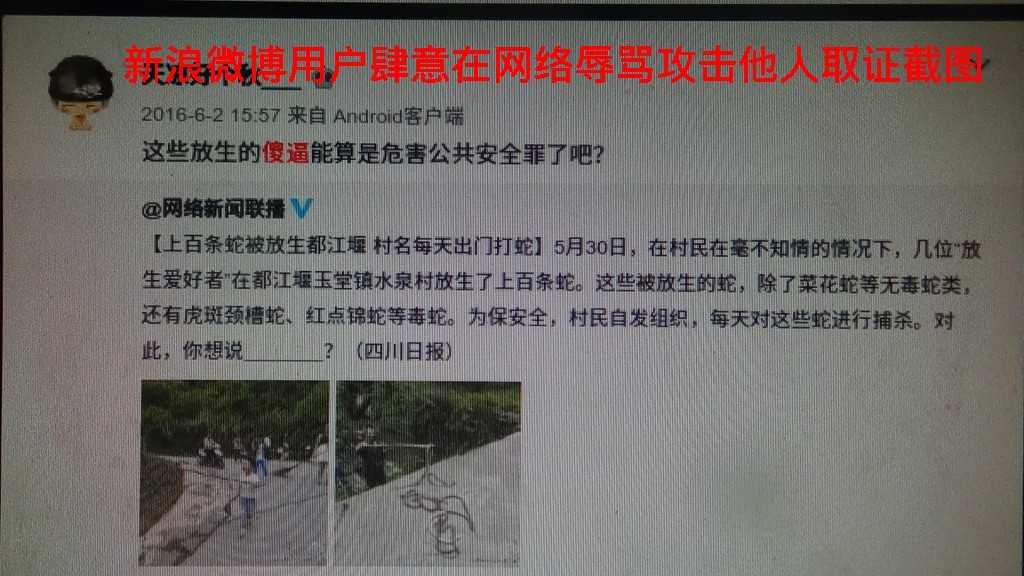 新浪微博用户肆意在网络辱骂攻击他人取证截图
2016-6-2 15:57 来自 Android客户端
这些放生的傻逼能算是危害公共安全罪了吧？
@网络新闻联播
【上百条蛇被放生都江堰 村名每天出门打蛇】5月30日，在村民在毫不知情的情况下，几位“放
生爱好者”在都江堰玉堂镇水泉村放生了上百条蛇。这些被放生的蛇，除了菜花蛇等无毒蛇类，
还有虎斑颈槽蛇、红点锦蛇等毒蛇。为保安全，村民自发组织，每天对这些蛇进行捕杀。对
此，你想说________？（四川日报）